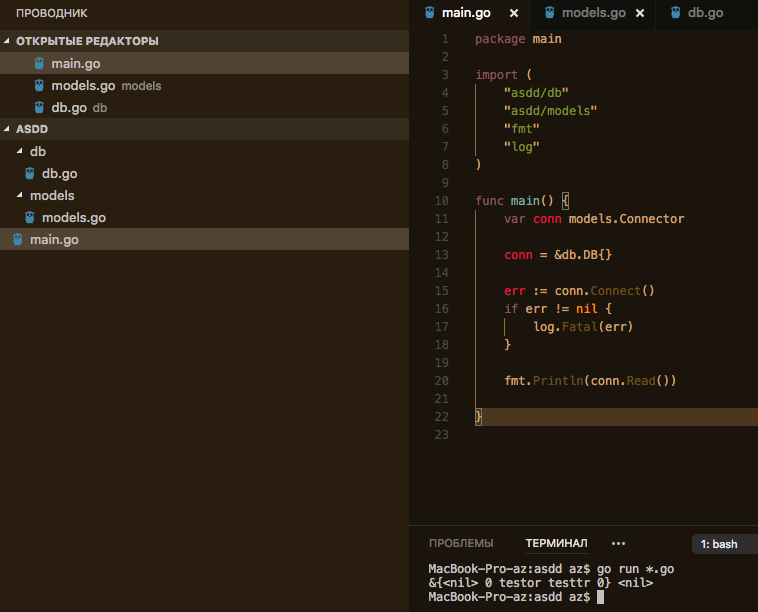 ПРОВОДНИК
ОТКРЫТЫЕ РЕДАКТОРЫ
main.go
models.go models
db.go db
ASDD
db
db.go
models
models.go
main.go
main.go × models.go × db.go
1 package main
2
3 import (
4 "asdd/db"
5 "asdd/models"
6 "fmt"
7 "log"
8 )
9
10 func main() {
11 var conn models.Connector
12
13 conn = &db.DB{}
14
15 err := conn.Connect()
16 if err != nil {
17 log.Fatal(err)
18 }
19
20 fmt.Println(conn.Read())
21
22 }
23
ПРОБЛЕМЫ ТЕРМИНАЛ ••• 1: bash
MacBook-Pro-az:asdd az$ go run *.go
&{<nil> 0 testor testtr 0} <nil>
MacBook-Pro-az:asdd az$